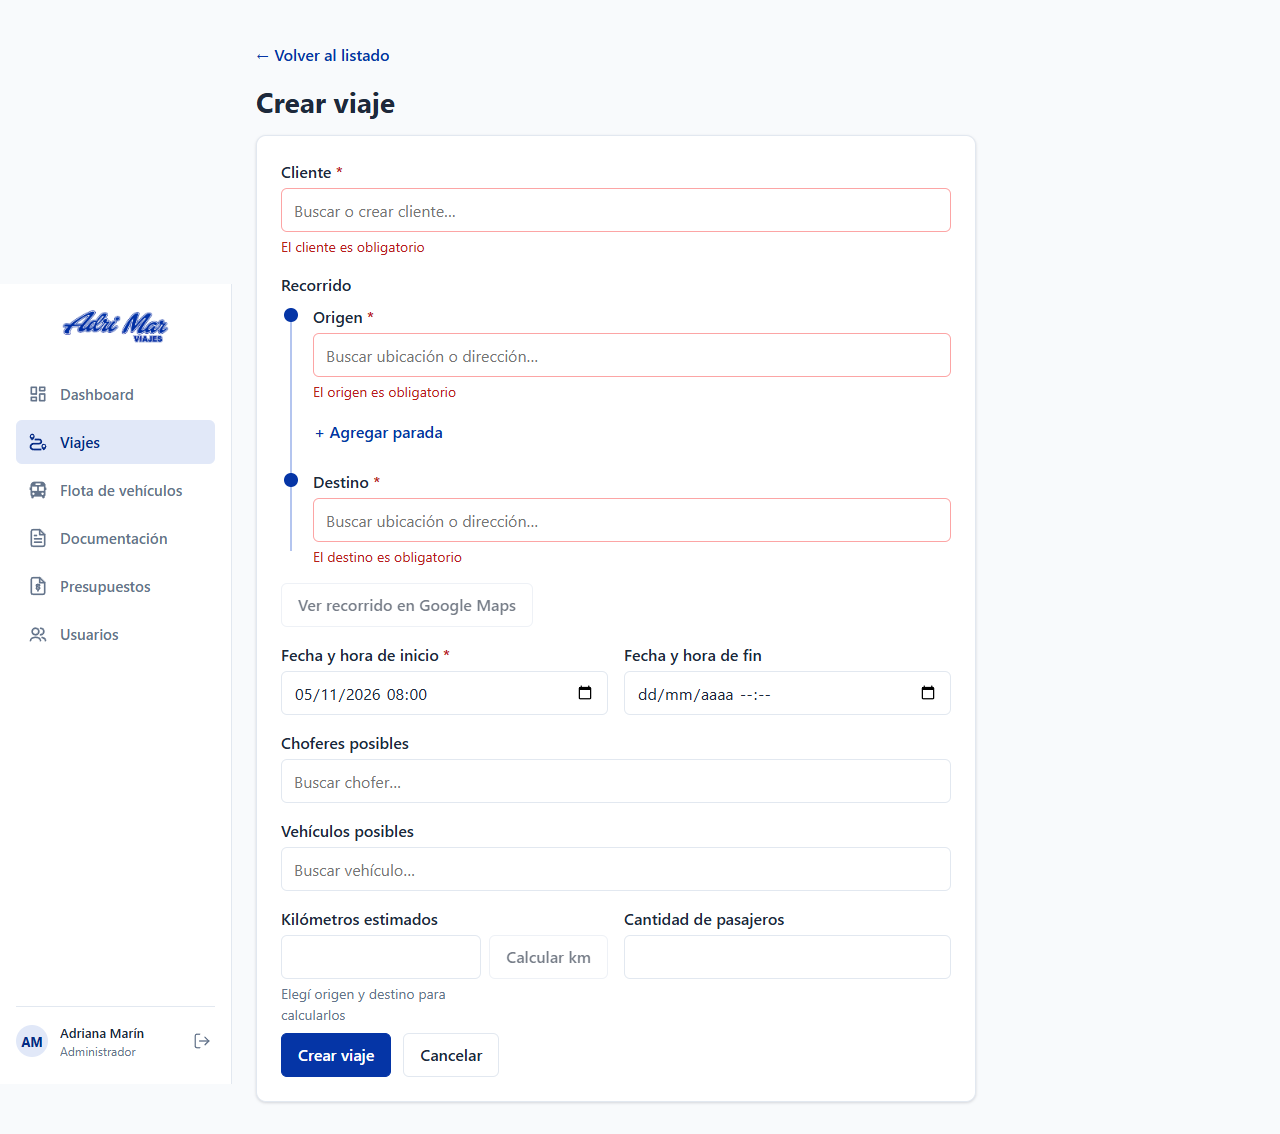 ← Volver al listado
Crear viaje
Cliente *
Buscar o crear cliente...
El cliente es obligatorio
Recorrido
Origen *
Buscar ubicación o dirección...
El origen es obligatorio
+ Agregar parada
Destino *
Buscar ubicación o dirección...
El destino es obligatorio
Ver recorrido en Google Maps
Fecha y hora de inicio *
Fecha y hora de fin
05/11/2026 08:00
dd/mm/aaaa --:--
Choferes posibles
Buscar chofer...
Vehículos posibles
Buscar vehículo...
Kilómetros estimados
Cantidad de pasajeros
Calcular km
Elegí origen y destino para
calcularlos
Crear viaje
Cancelar
Adri Mar
VIAJES
Dashboard
Viajes
Flota de vehículos
Documentación
Presupuestos
Usuarios
AM
Adriana Marín
Administrador